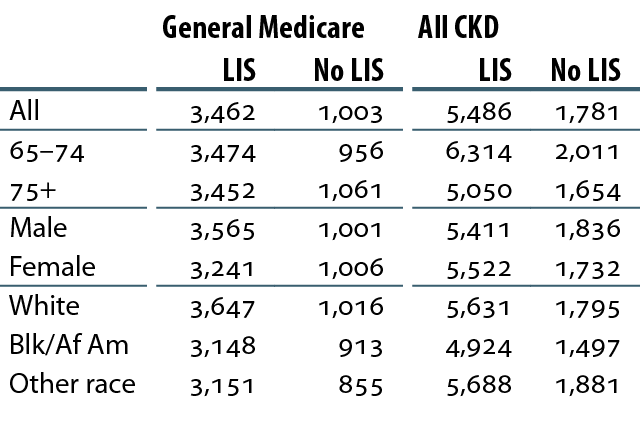 General Medicare All CKD
LIS No LIS LIS No LIS
All 3,462 1,003 5,486 1,781
65–74 3,474 956 6,314 2,011
75+ 3,452 1,061 5,050 1,654
Male 3,565 1,001 5,411 1,836
Female 3,241 1,006 5,522 1,732
White 3,647 1,016 5,631 1,795
Blk/Af Am 3,148 913 4,924 1,497
Other race 3,151 855 5,688 1,881